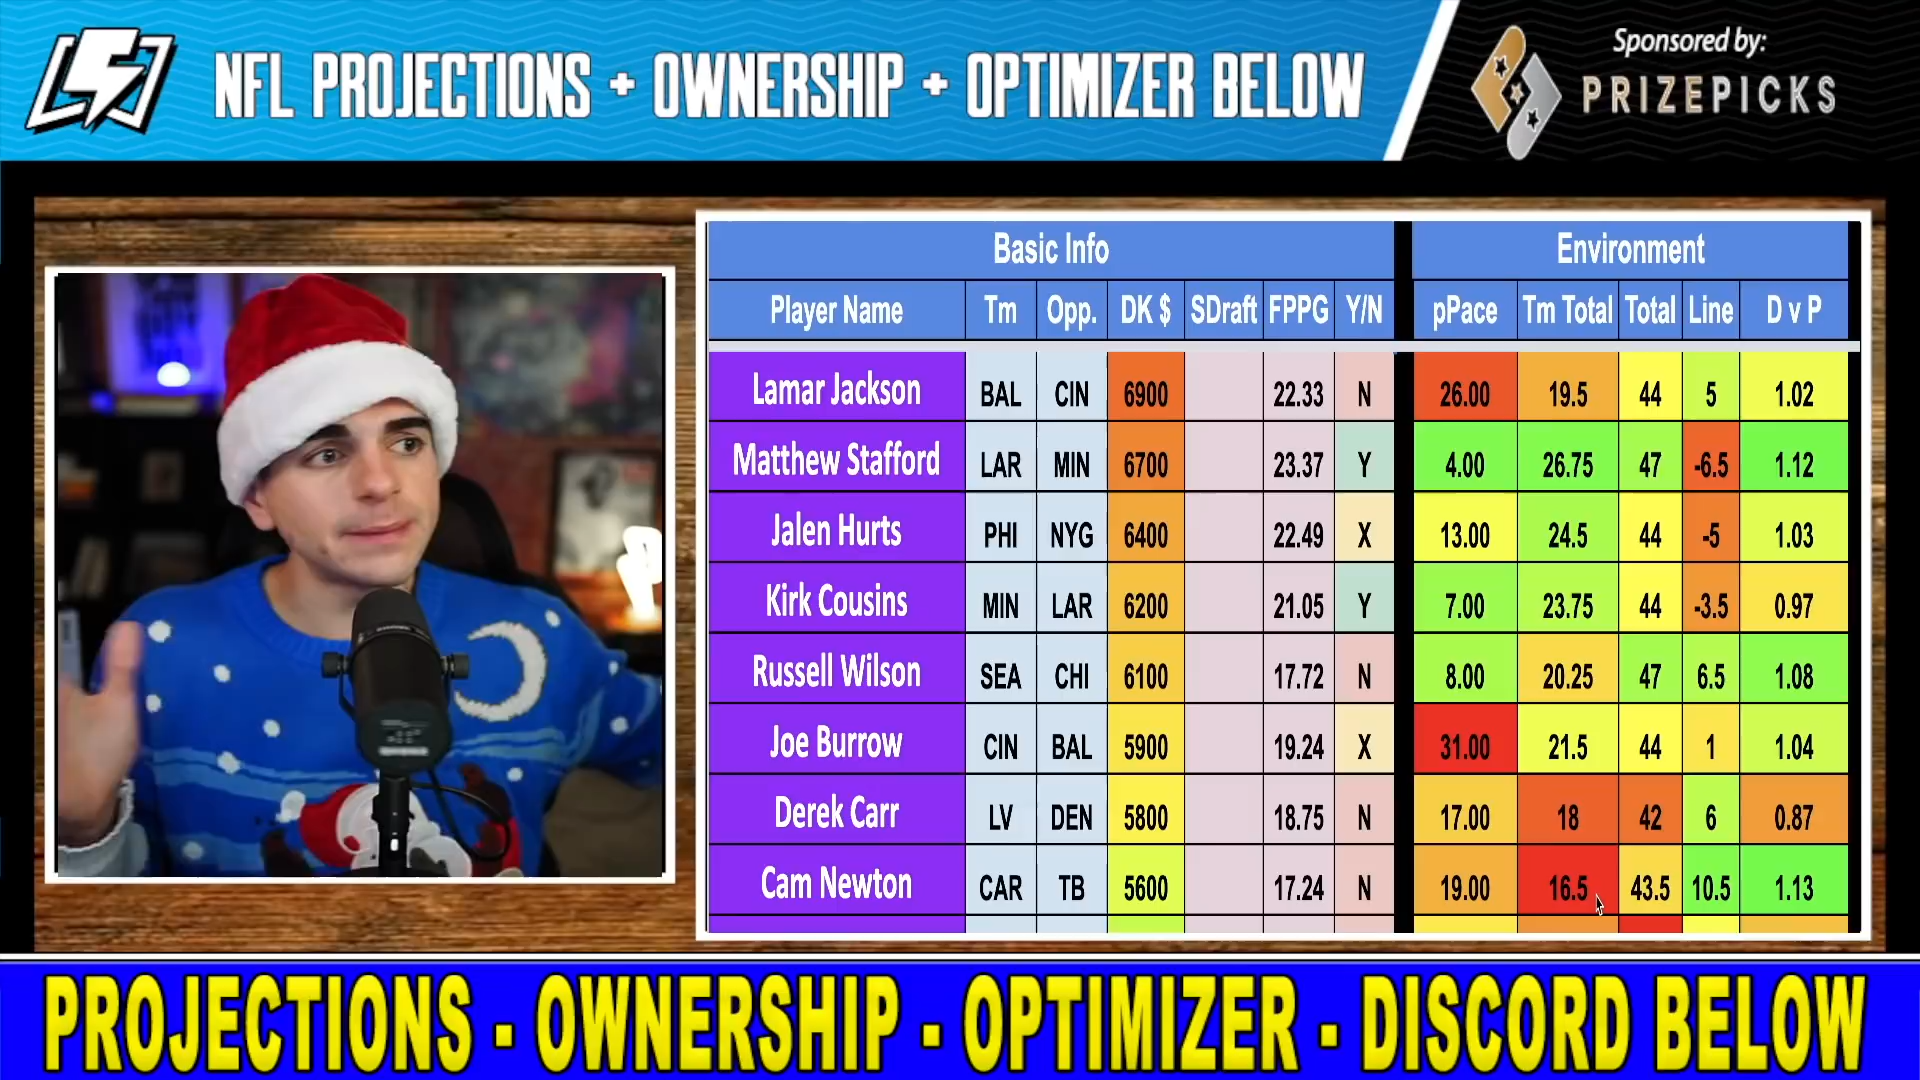 NFL PROJECTIONS + OWNERSHIP + OPTIMIZER BELOW
Sponsored by:
PRIZEPICKS
Basic Info Environment
Player Name Tm Opp. DK $ SDraft FPPG Y/N pPace Tm Total Total Line D v P
Lamar Jackson BAL CIN 6900 22.33 N 26.00 19.5 44 5 1.02
Matthew Stafford LAR MIN 6700 23.37 Y 4.00 26.75 47 -6.5 1.12
Jalen Hurts PHI NYG 6400 22.49 X 13.00 24.5 44 -5 1.03
Kirk Cousins MIN LAR 6200 21.05 Y 7.00 23.75 44 -3.5 0.97
Russell Wilson SEA CHI 6100 17.72 N 8.00 20.25 47 6.5 1.08
Joe Burrow CIN BAL 5900 19.24 X 31.00 21.5 44 1 1.04
Derek Carr LV DEN 5800 18.75 N 17.00 18 42 6 0.87
Cam Newton CAR TB 5600 17.24 N 19.00 16.5 43.5 10.5 1.13
PROJECTIONS - OWNERSHIP - OPTIMIZER - DISCORD BELOW